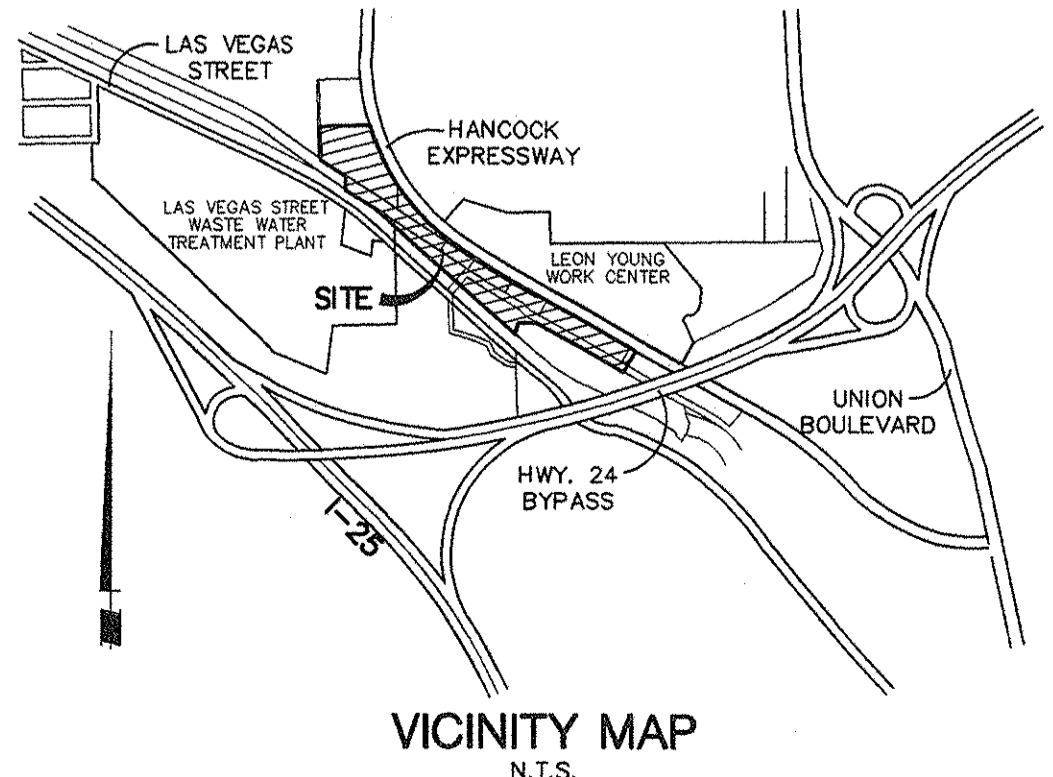 LAS VEGAS
STREET
HANCOCK
EXPRESSWAY
LAS VEGAS STREET
WASTE WATER
TREATMENT PLANT
LEON YOUNG
WORK CENTER
SITE
UNION
BOULEVARD
HWY. 24
BYPASS
I-25
VICINITY MAP
N.T.S.